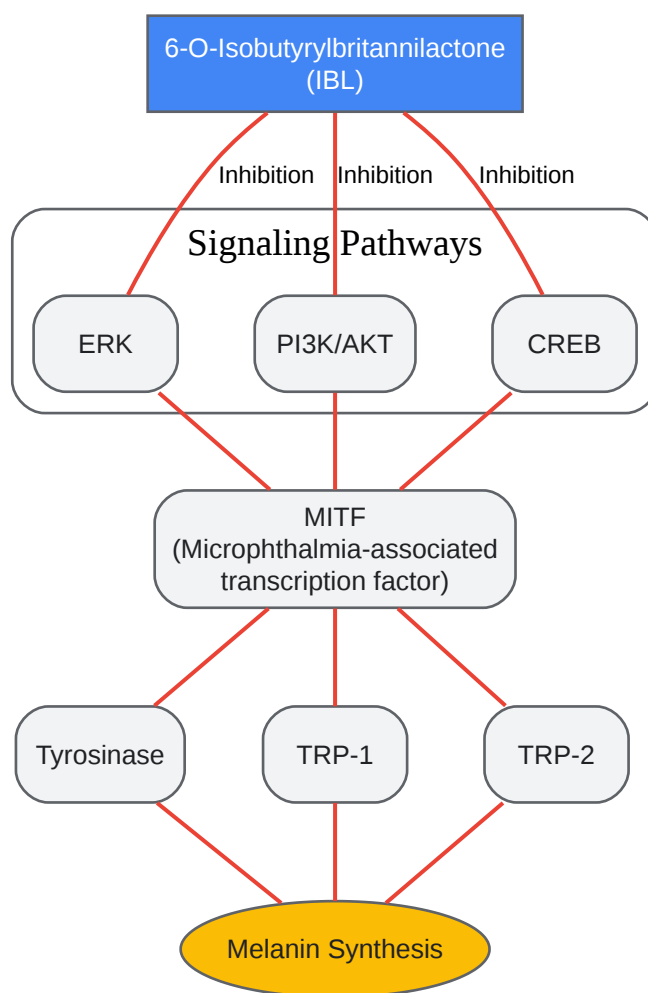 6-O-Isobutyrylbritannilactone
(IBL)
Inhibition
Inhibition
Inhibition
Signaling Pathways
ERK
PI3K/AKT
CREB
MITF
(Microphthalmia-associated
transcription factor)
Tyrosinase
TRP-1
TRP-2
Melanin Synthesis